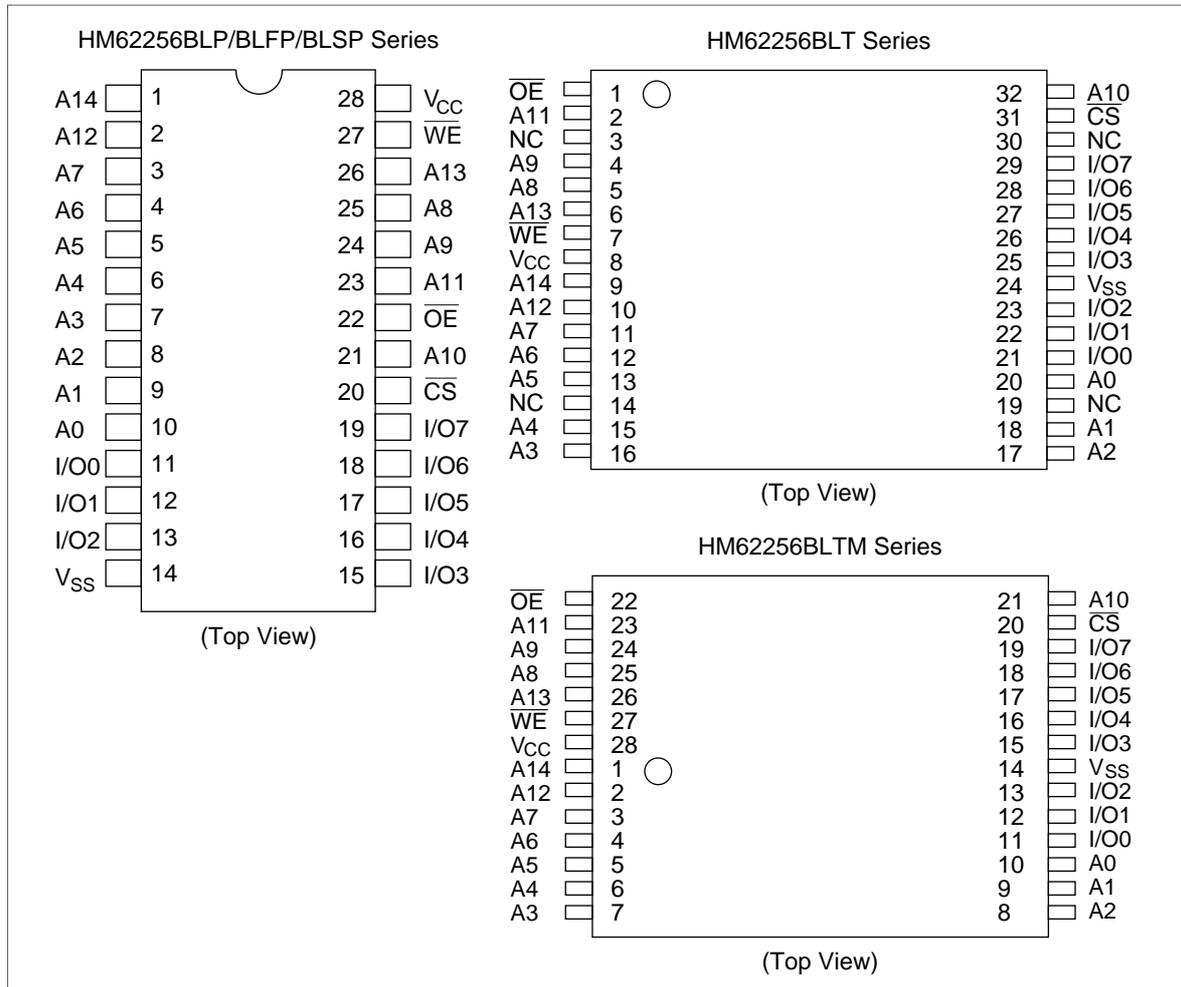 HM62256BLP/BLFP/BLSP Series
A14 1 28 VCC
A12 2 27 WE
A7 3 26 A13
A6 4 25 A8
A5 5 24 A9
A4 6 23 A11
A3 7 22 OE
A2 8 21 A10
A1 9 20 CS
A0 10 19 I/O7
I/O0 11 18 I/O6
I/O1 12 17 I/O5
I/O2 13 16 I/O4
VSS 14 15 I/O3
(Top View)
HM62256BLT Series
OE 1 32 A10
A11 2 31 CS
NC 3 30 NC
A9 4 29 I/O7
A8 5 28 I/O6
A13 6 27 I/O5
WE 7 26 I/O4
VCC 8 25 I/O3
A14 9 24 VSS
A12 10 23 I/O2
A7 11 22 I/O1
A6 12 21 I/O0
A5 13 20 A0
NC 14 19 NC
A4 15 18 A1
A3 16 17 A2
(Top View)
HM62256BLTM Series
OE 22 21 A10
A11 23 20 CS
A9 24 19 I/O7
A8 25 18 I/O6
A13 26 17 I/O5
WE 27 16 I/O4
VCC 28 15 I/O3
A14 1 14 VSS
A12 2 13 I/O2
A7 3 12 I/O1
A6 4 11 I/O0
A5 5 10 A0
A4 6 9 A1
A3 7 8 A2
(Top View)